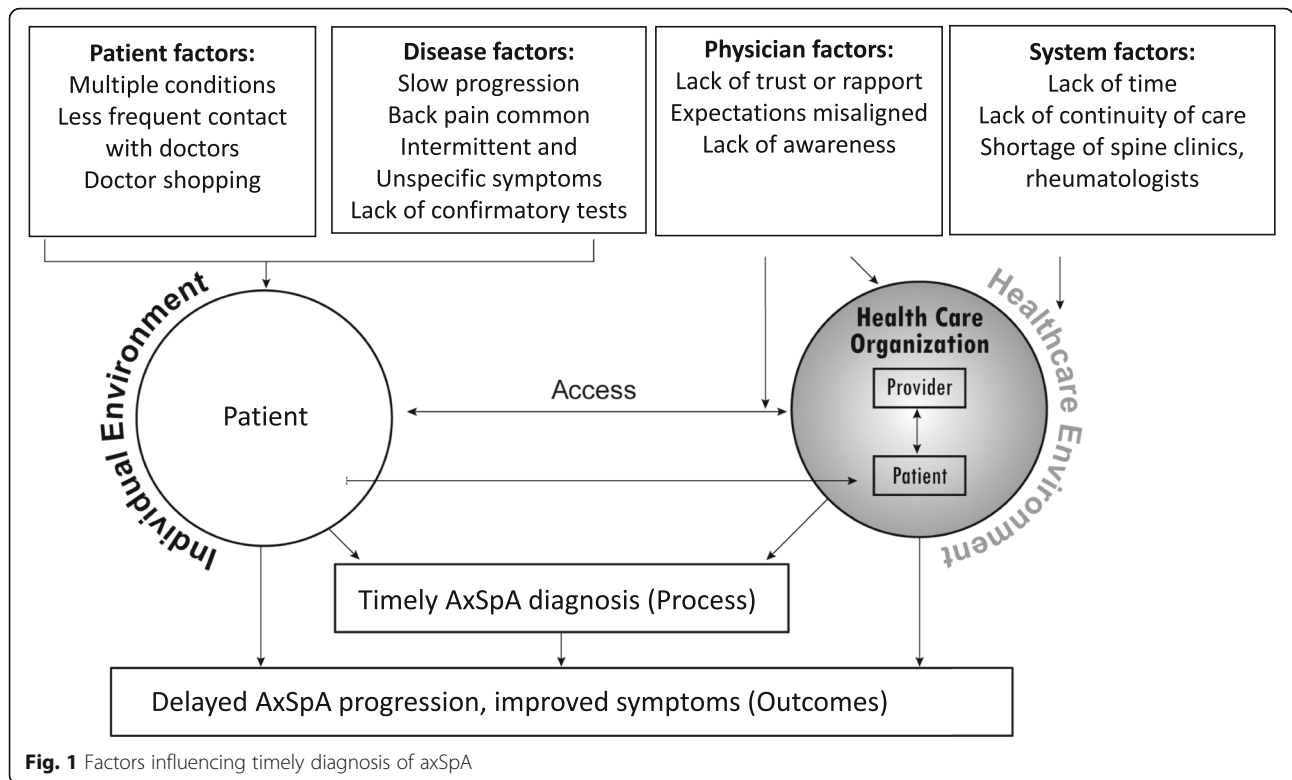 Patient factors:
Multiple conditions
Less frequent contact
with doctors
Doctor shopping
Disease factors:
Slow progression
Back pain common
Intermittent and
Unspecific symptoms
Lack of confirmatory tests
Physician factors:
Lack of trust or rapport
Expectations misaligned
Lack of awareness
System factors:
Lack of time
Lack of continuity of care
Shortage of spine clinics,
rheumatologists
Individual Environment
Patient
Access
Health Care
Organization
Provider
Patient
Healthcare Environment
Timely AxSpA diagnosis (Process)
Delayed AxSpA progression, improved symptoms (Outcomes)
Fig. 1 Factors influencing timely diagnosis of axSpA